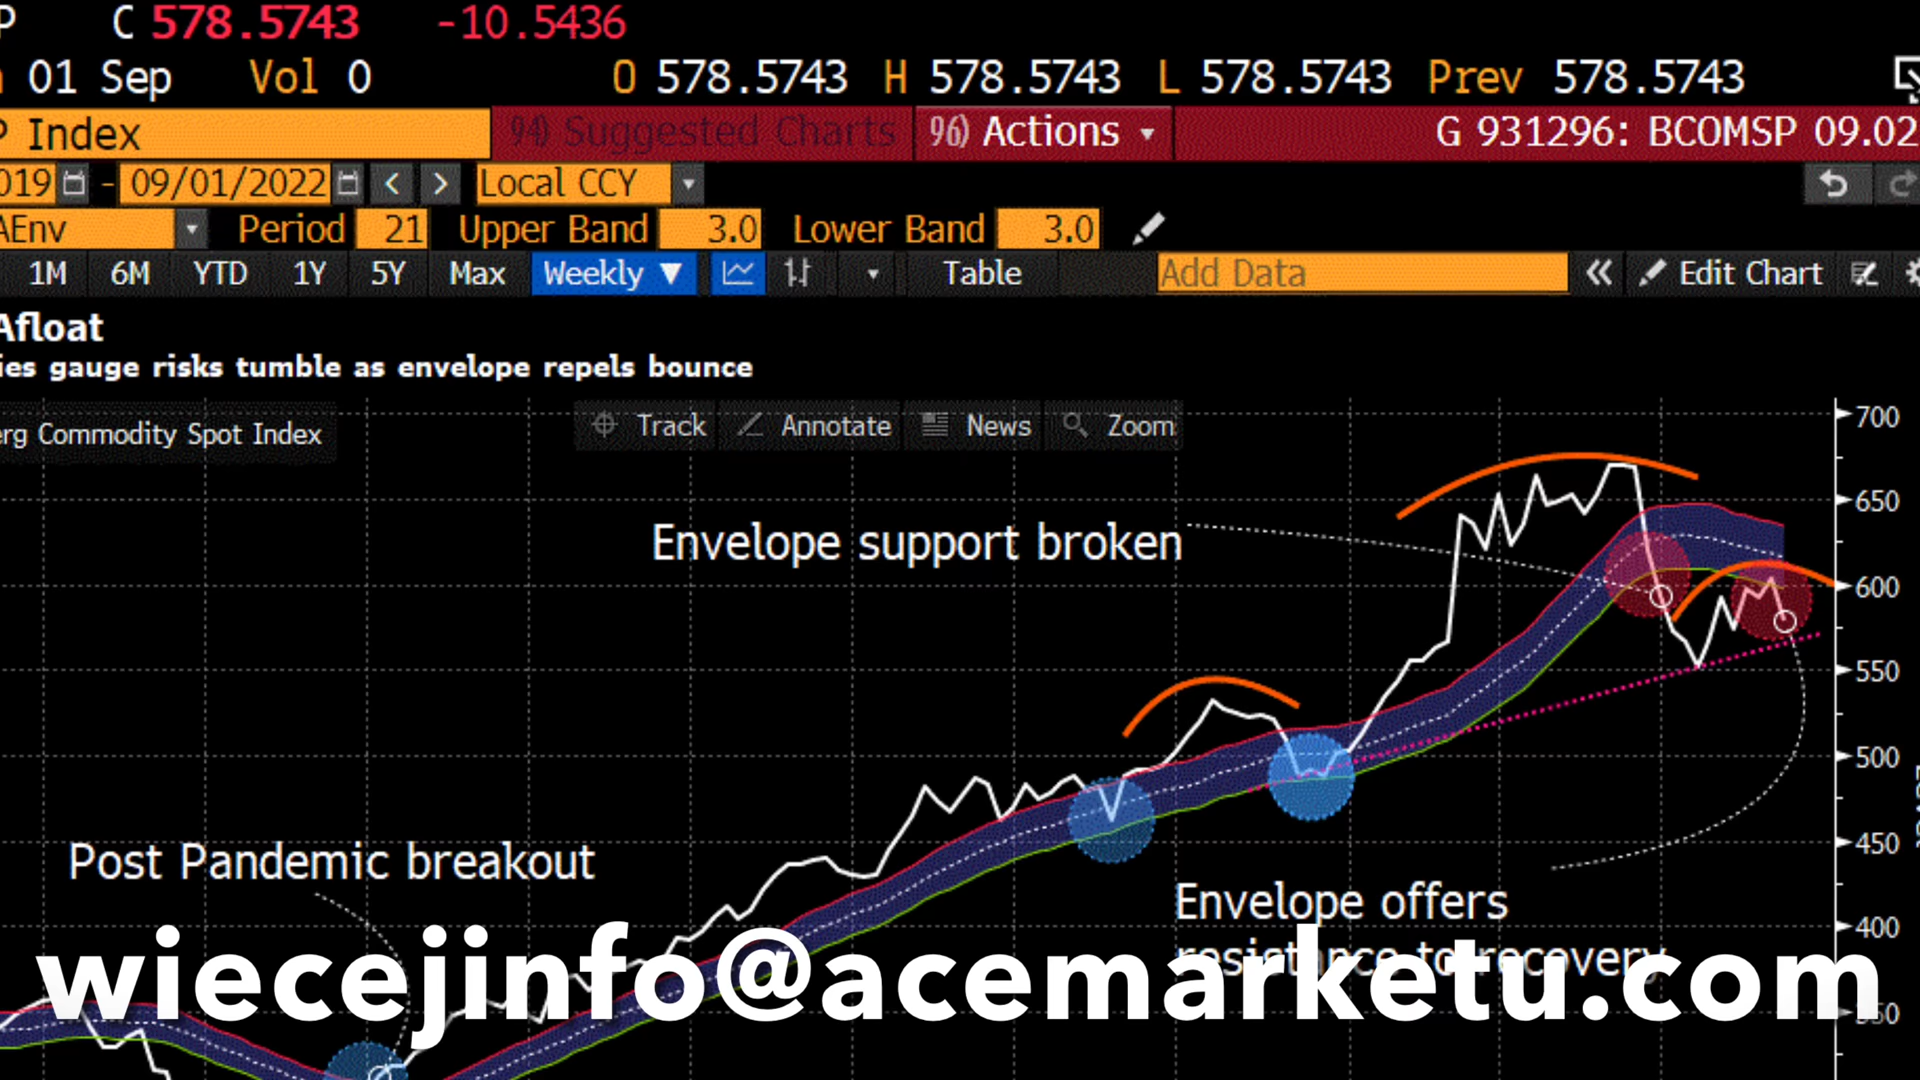 P C 578.5743 -10.5436
01 Sep Vol 0 O 578.5743 H 578.5743 L 578.5743 Prev 578.5743
P Index 94) Suggested Charts 96) Actions G 931296: BCOMSP 09.02
019 - 09/01/2022 < > Local CCY
AEnv Period 21 Upper Band 3.0 Lower Band 3.0
1M 6M YTD 1Y 5Y Max Weekly ▼ Table Add Data « Edit Chart
Afloat
ies gauge risks tumble as envelope repels bounce
erg Commodity Spot Index
Track Annotate News Zoom
700
650
Envelope support broken
600
550
500
450
Post Pandemic breakout
Envelope offers
resistance to recovery
400
wiecejinfo@acemarketu.com
350